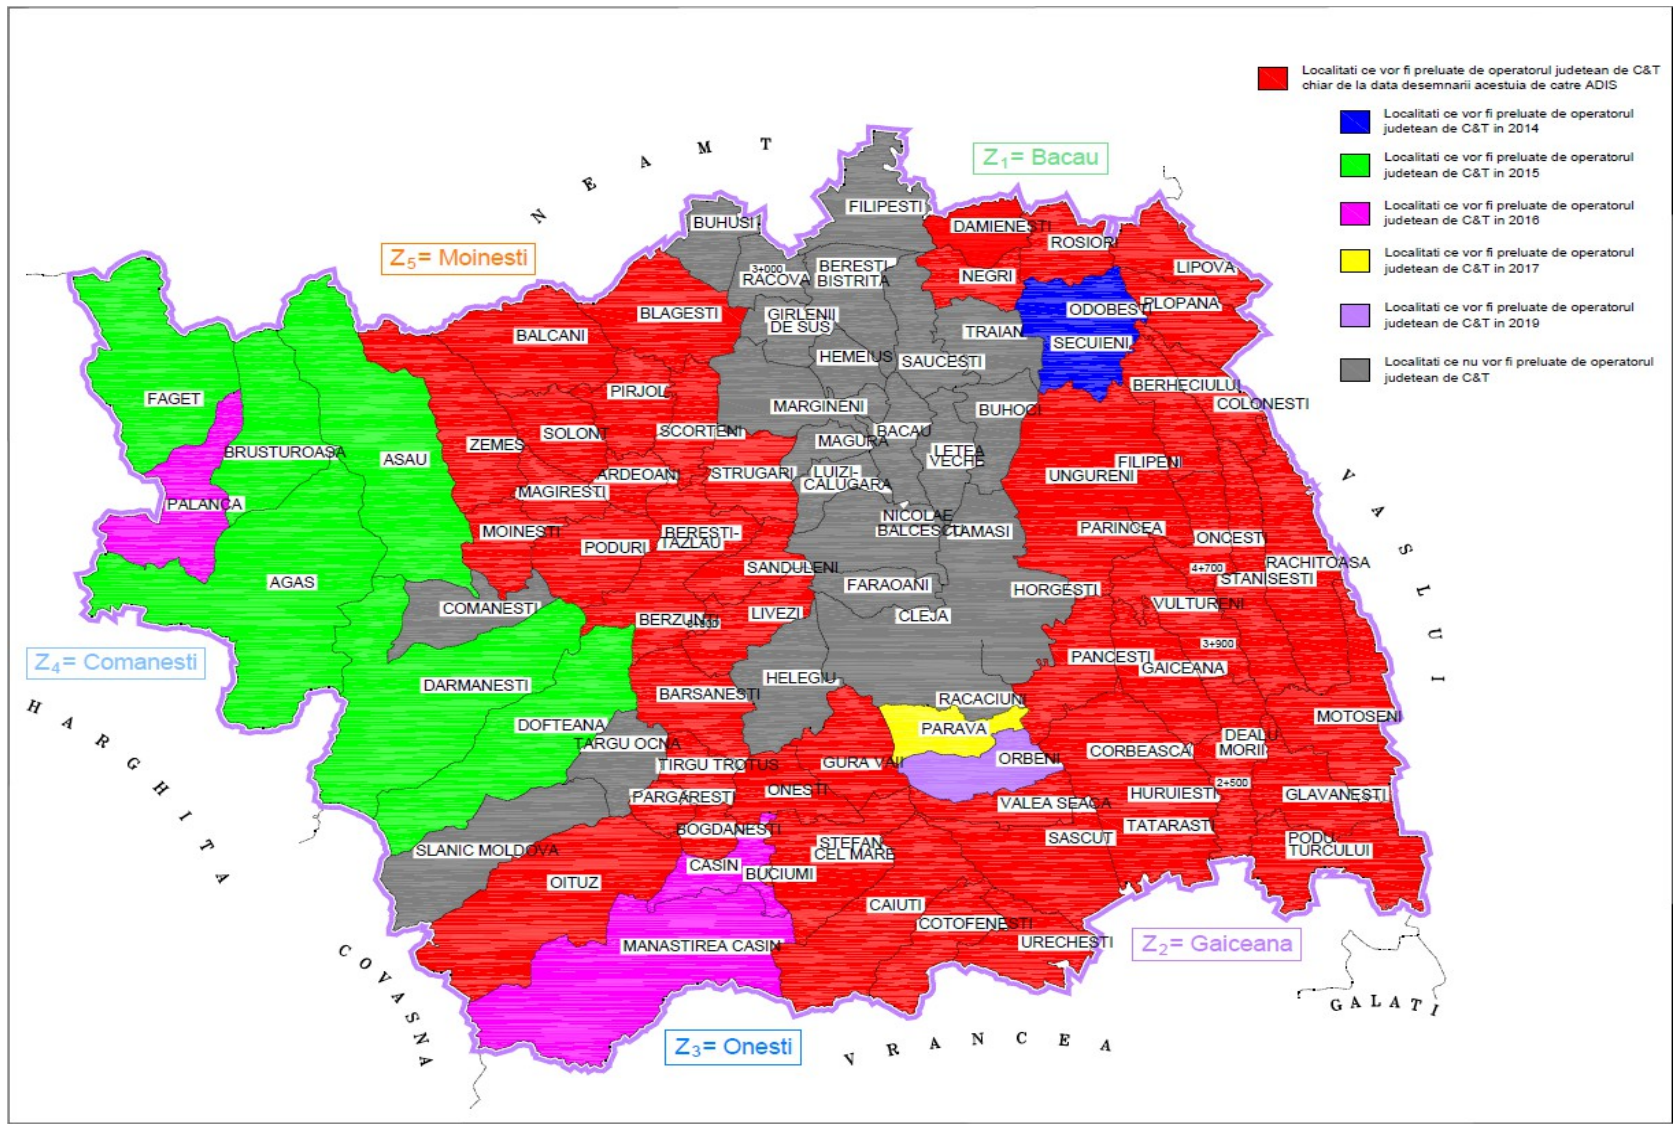 Localitati ce vor fi preluate de operatorul judetean de C&T
chiar de la data desemnarii acestuia de catre ADIS
Localitati ce vor fi preluate de operatorul
judetean de C&T in 2014
Localitati ce vor fi preluate de operatorul
judetean de C&T in 2015
Localitati ce vor fi preluate de operatorul
judetean de C&T in 2016
Localitati ce vor fi preluate de operatorul
judetean de C&T in 2017
Localitati ce vor fi preluate de operatorul
judetean de C&T in 2019
Localitati ce nu vor fi preluate de operatorul
judetean de C&T
NEAMT
Z1= Bacau
Z5= Moinesti
FILIPESTI
BUHUSI
DAMIENESTI
ROSIORI
3+000
RACOVA
BERESTI
BISTRITA
NEGRI
LIPOVA
BLAGESTI
GIRLENII
DE SUS
ODOBESTI
PLOPANA
BALCANI
TRAIAN
SECUIENI
HEMEIUS
SAUCESTI
FAGET
PIRJOL
BERHECIULUI
COLONESTI
MARGINENI
BUHOCI
ZEMES
SOLONT
SCORTENI
MAGURA
BACAU
BRUSTUROASA
ASAU
LETEA
VECHE
ARDEOANI
STRUGARI
LUIZI-
CALUGARA
UNGURENI
FILIPENI
MAGIRESTI
PALANCA
NICOLAE
BALCESCU
TAMASI
MOINESTI
PODURI
BERESTI-
TAZLAU
PARINCEA
ONCESTI
VASLUI
SANDULENI
4+700
RACHITOASA
STANISESTI
AGAS
FARAOANI
HORGESTI
COMANESTI
VULTURENI
BERZUNTI
LIVEZI
CLEJA
3+900
Z4= Comanesti
PANCESTI
GAICEANA
DARMANESTI
BARSANESTI
HELEGIU
RACACIUNI
HARGHITA
DOFTEANA
PARAVA
MOTOSENI
TARGU OCNA
DEALU
MORII
TIRGU TROTUS
GURA VAII
ORBENI
CORBEASCA
PARGARESTI
ONESTI
VALEA SEACA
HURUIESTI
2+500
GLAVANESTI
BOGDANESTI
STEFAN
CEL MARE
SASCUT
TATARASTI
PODU
TURCULUI
SLANIC MOLDOVA
CASIN
BUCIUMI
OITUZ
CAIUTI
COTOFENESTI
URECHESTI
MANASTIREA CASIN
Z2= Gaiceana
COVASNA
GALATI
Z3= Onesti
VRANCEA